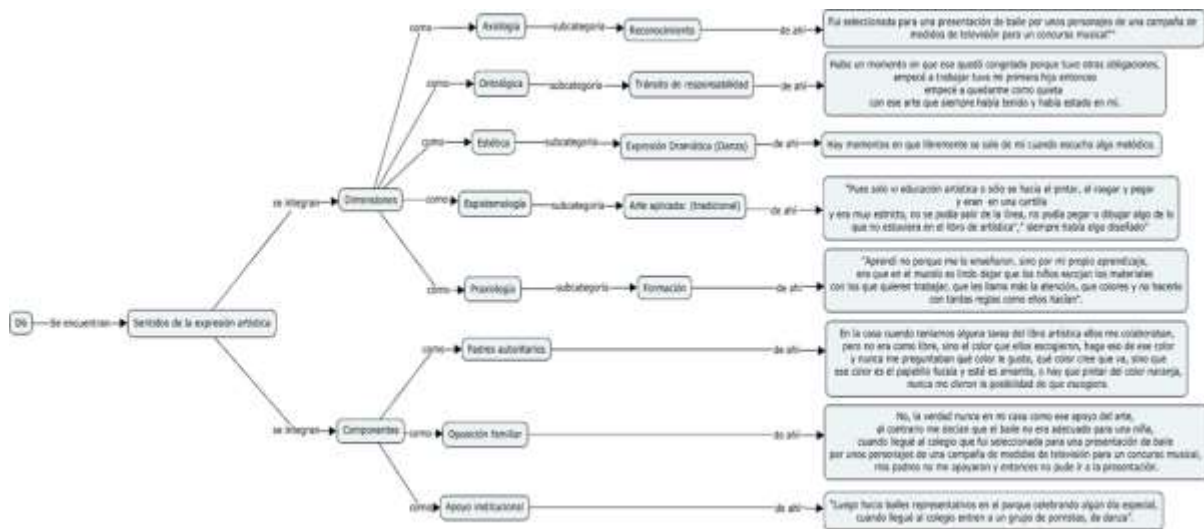 D6
Se encuentran
Sentidos de la expresión artística
se integran
Dimensiones
como
Axiología
subcategoría
Reconocimiento
de ahí
Fui seleccionada para una presentación de baile por unos personajes de una campaña de
medidos de televisión para un concurso musical""
como
Ontológica
subcategoría
Tránsito de responsabilidad
de ahí
Hubo un momento en que ese quedó congelado porque tuve otras obligaciones,
empecé a trabajar tuve mi primera hija entonces
empecé a quedarme como quieta
con ese arte que siempre había tenido y había estado en mí.
como
Estética
subcategoría
Expresión Dramática (Danza)
de ahí
Hay momentos en que libremente se sale de mí cuando escucho algo melódico.
como
Espistemología
subcategoría
Arte aplicada: (tradicional)
de ahí
"Pues solo vi educación artística o sólo se hacía el pintar, el rasgar y pegar
y eran en una cartilla
y era muy estricto, no se podía salir de la línea, no podía pegar o dibujar algo de lo
que no estuviera en el libro de artística"," siempre había algo diseñado"
como
Praxiología
subcategoría
Formación
de ahí
"Aprendí no porque me lo enseñaron, sino por mi propio aprendizaje,
era que en el mundo es lindo dejar que los niños escojan los materiales
con los que quieren trabajar, que les llama más la atención, que colores y no hacerlo
con tantas reglas como ellos hacían".
se integran
Componentes
como
Padres autoritarios
de ahí
En la casa cuando teníamos alguna tarea del libro artística ellos me colaboraban,
pero no era como libre, sino el color que ellos escogieron, haga eso de ese color
y nunca me preguntaban qué color le gusta, qué color cree que va, sino que
ese color es el papelito fucsia y esté es amarillo, o hay que pintar del color naranja,
nunca me dieron la posibilidad de que escogiera.
como
Oposición familiar
de ahí
No, la verdad nunca en mi casa como ese apoyo del arte,
al contrario me decían que el baile no era adecuado para una niña,
cuando llegué al colegio que fui seleccionada para una presentación de baile
por unos personajes de una campaña de medidos de televisión para un concurso musical,
mis padres no me apoyaron y entonces no pude ir a la presentación.
como
Apoyo institucional
de ahí
"Luego hacia bailes representativos en el parque celebrando algún día especial,
cuando llegué al colegio entren a un grupo de porristas, de danza".